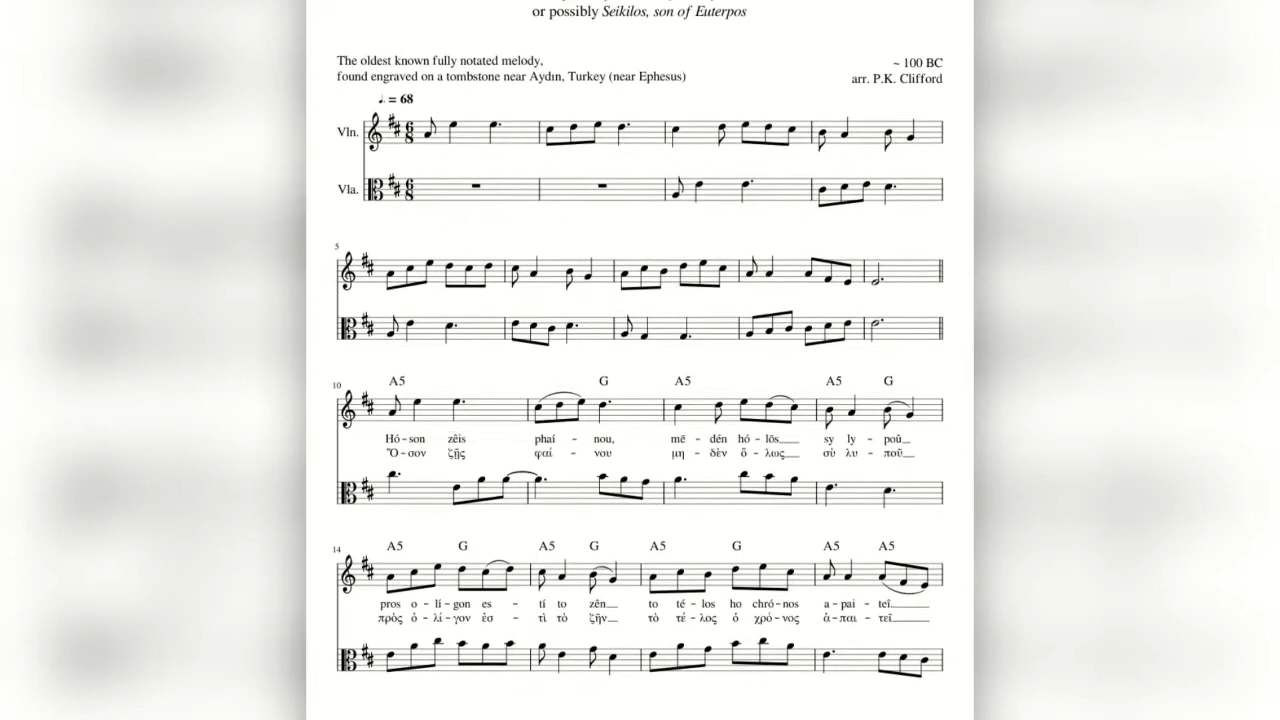 or possibly Seikilos, son of Euterpos
The oldest known fully notated melody,
found engraved on a tombstone near Aydın, Turkey (near Ephesus)
~ 100 BC
arr. P.K. Clifford
♩. = 68
Vln.
Vla.
5
10
A5 G A5 A5 G
Hó – son zêis phaí – nou, mē – dén hó – lōs sy ly – poû
Ὅ – σον ζῇς φαί – νου μη – δὲν ὅ – λως σὺ λυ – ποῦ
14
A5 G A5 G A5 G A5 A5
pros o – lí – gon es – tí to zên to té – los ho chró – nos a – pai – teî
πρὸς ὀ – λί – γον ἐσ – τὶ τὸ ζῆν τὸ τέ – λος ὁ χρό – νος ἀ – παι – τεῖ